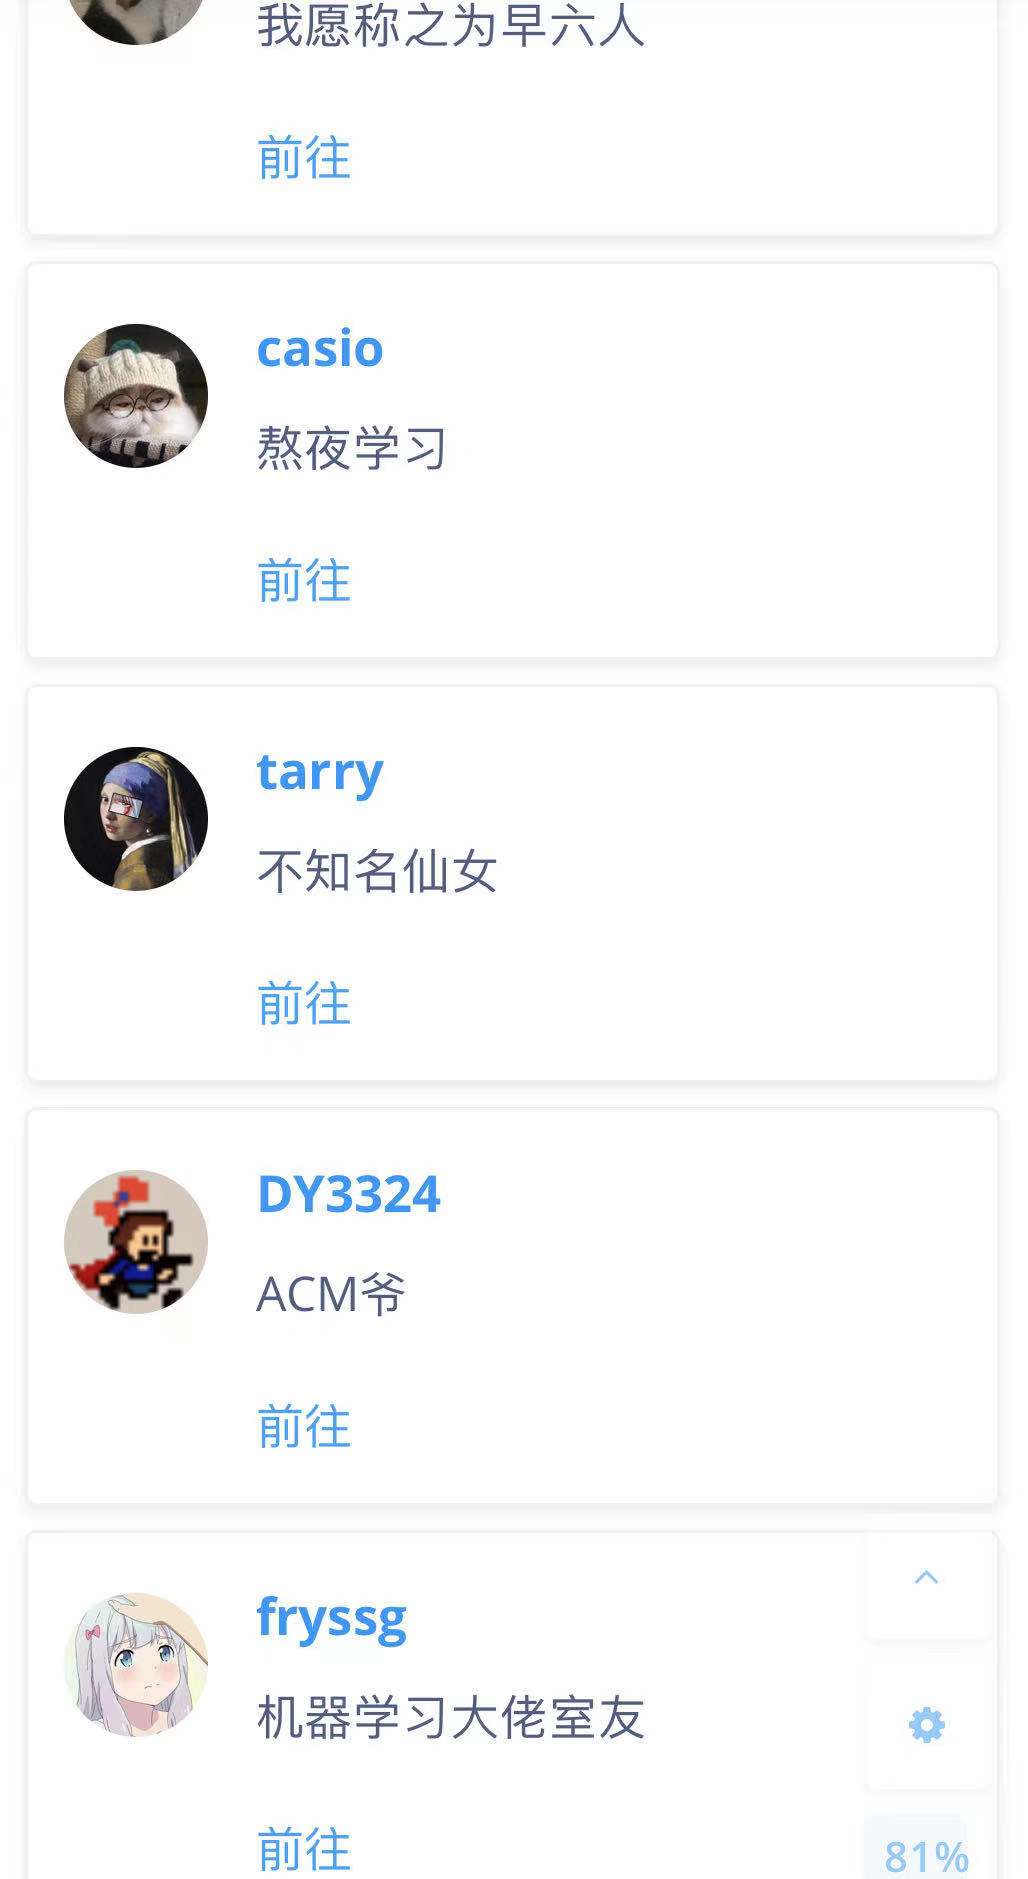 我愿称之为早六人
前往
casio
熬夜学习
前往
tarry
不知名仙女
前往
DY3324
ACM爷
前往
fryssg
机器学习大佬室友
前往
81%